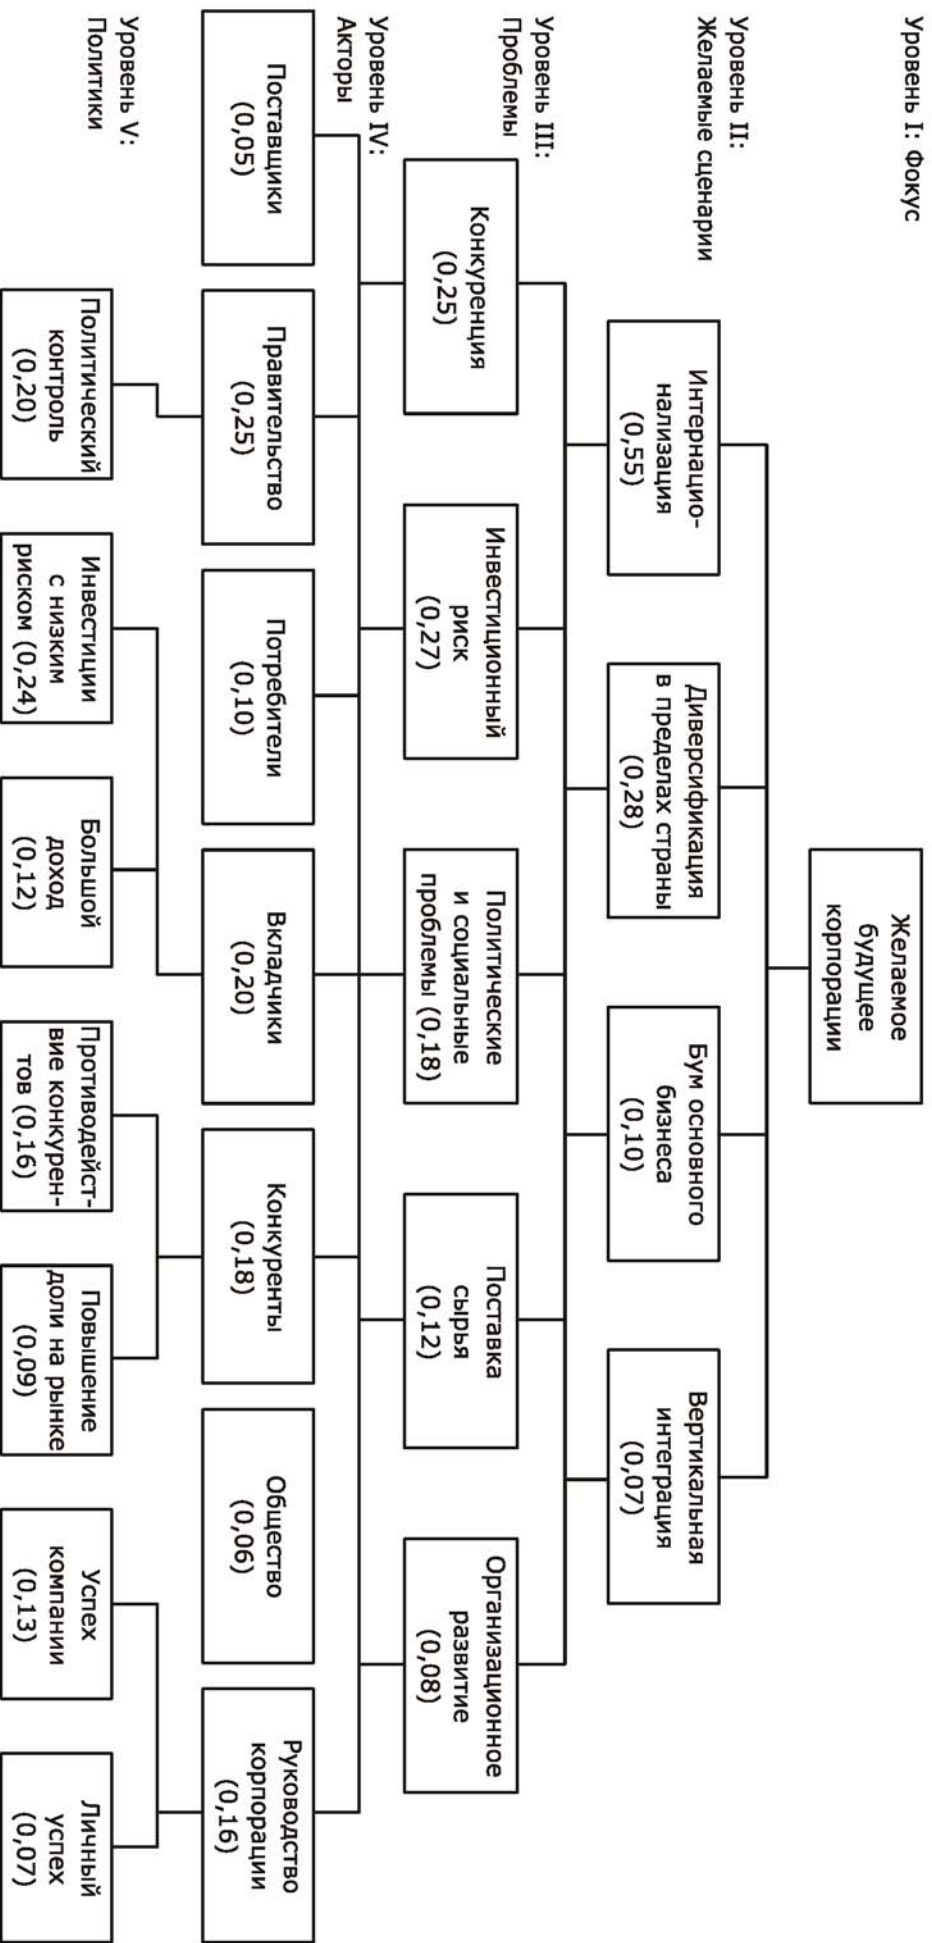 Уровень I: Фокус
Желаемое
будущее
корпорации
Уровень II:
Желаемые сценарии
Интернацио-
нализация
(0,55)
Диверсификация
в пределах страны
(0,28)
Бум основного
бизнеса
(0,10)
Вертикальная
интеграция
(0,07)
Уровень III:
Проблемы
Конкуренция
(0,25)
Инвестиционный
риск
(0,27)
Политические
и социальные
проблемы (0,18)
Поставка
сырья
(0,12)
Организационное
развитие
(0,08)
Уровень IV:
Акторы
Поставщики
(0,05)
Правительство
(0,25)
Потребители
(0,10)
Вкладчики
(0,20)
Конкуренты
(0,18)
Общество
(0,06)
Руководство
корпорации
(0,16)
Уровень V:
Политики
Политический
контроль
(0,20)
Инвестиции
с низким
риском (0,24)
Большой
доход
(0,12)
Противодейст-
вие конкурен-
тов (0,16)
Повышение
доли на рынке
(0,09)
Успех
компании
(0,13)
Личный
успех
(0,07)